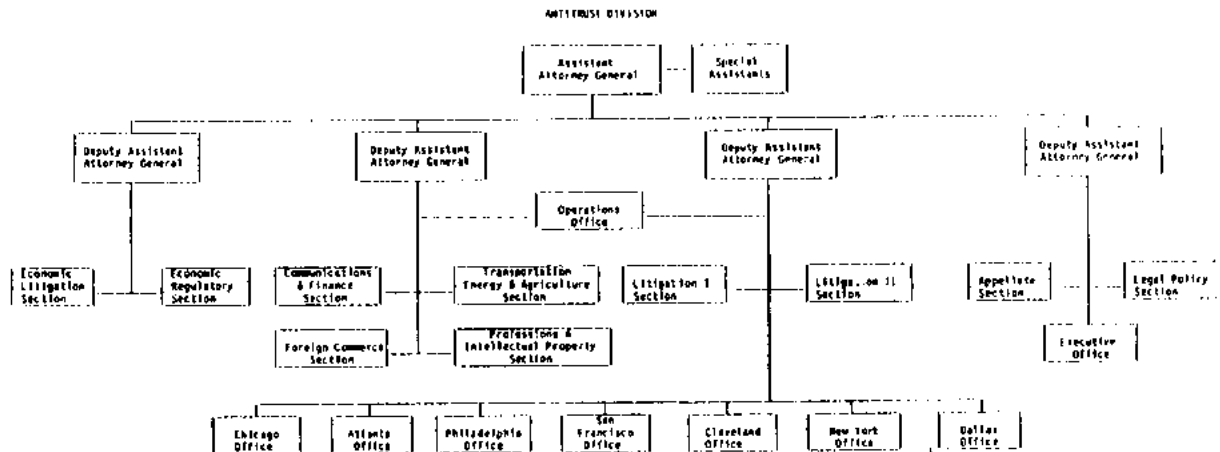 ANTITRUST DIVISION
Assistant
Attorney General
Special
Assistants
Deputy Assistant
Attorney General
Deputy Assistant
Attorney General
Deputy Assistant
Attorney General
Deputy Assistant
Attorney General
Operations
Office
Economic
Litigation
Section
Economic
Regulatory
Section
Communications
& Finance
Section
Transportation
Energy & Agriculture
Section
Litigation I
Section
Litigation II
Section
Appellate
Section
Legal Policy
Section
Foreign Commerce
Section
Professions &
Intellectual Property
Section
Executive
Office
Chicago
Office
Atlanta
Office
Philadelphia
Office
San
Francisco
Office
Cleveland
Office
New York
Office
Dallas
Office